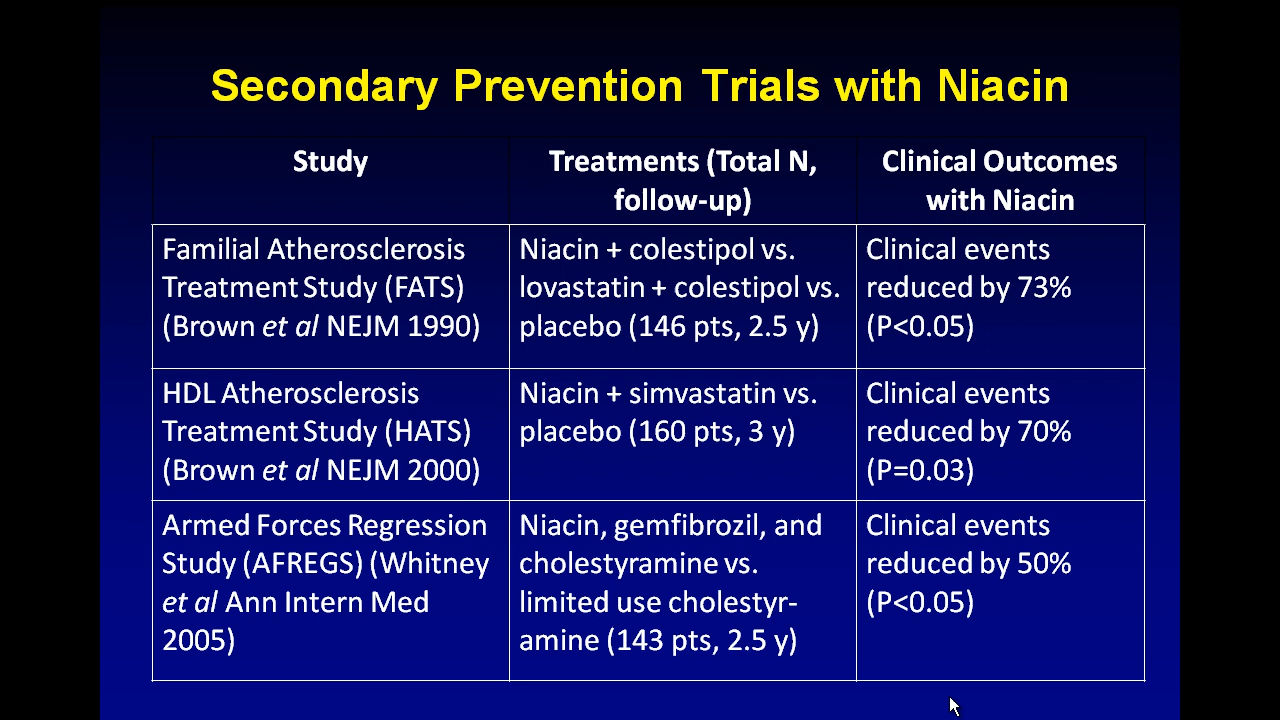 Secondary Prevention Trials with Niacin
Study
Treatments (Total N,
follow-up)
Clinical Outcomes
with Niacin
Familial Atherosclerosis
Treatment Study (FATS)
(Brown et al NEJM 1990)
Niacin + colestipol vs.
lovastatin + colestipol vs.
placebo (146 pts, 2.5 y)
Clinical events
reduced by 73%
(P<0.05)
HDL Atherosclerosis
Treatment Study (HATS)
(Brown et al NEJM 2000)
Niacin + simvastatin vs.
placebo (160 pts, 3 y)
Clinical events
reduced by 70%
(P=0.03)
Armed Forces Regression
Study (AFREGS) (Whitney
et al Ann Intern Med
2005)
Niacin, gemfibrozil, and
cholestyramine vs.
limited use cholestyr-
amine (143 pts, 2.5 y)
Clinical events
reduced by 50%
(P<0.05)